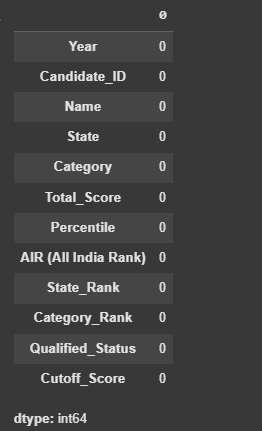 0
Year 0
Candidate_ID 0
Name 0
State 0
Category 0
Total_Score 0
Percentile 0
AIR (All India Rank) 0
State_Rank 0
Category_Rank 0
Qualified_Status 0
Cutoff_Score 0
dtype: int64